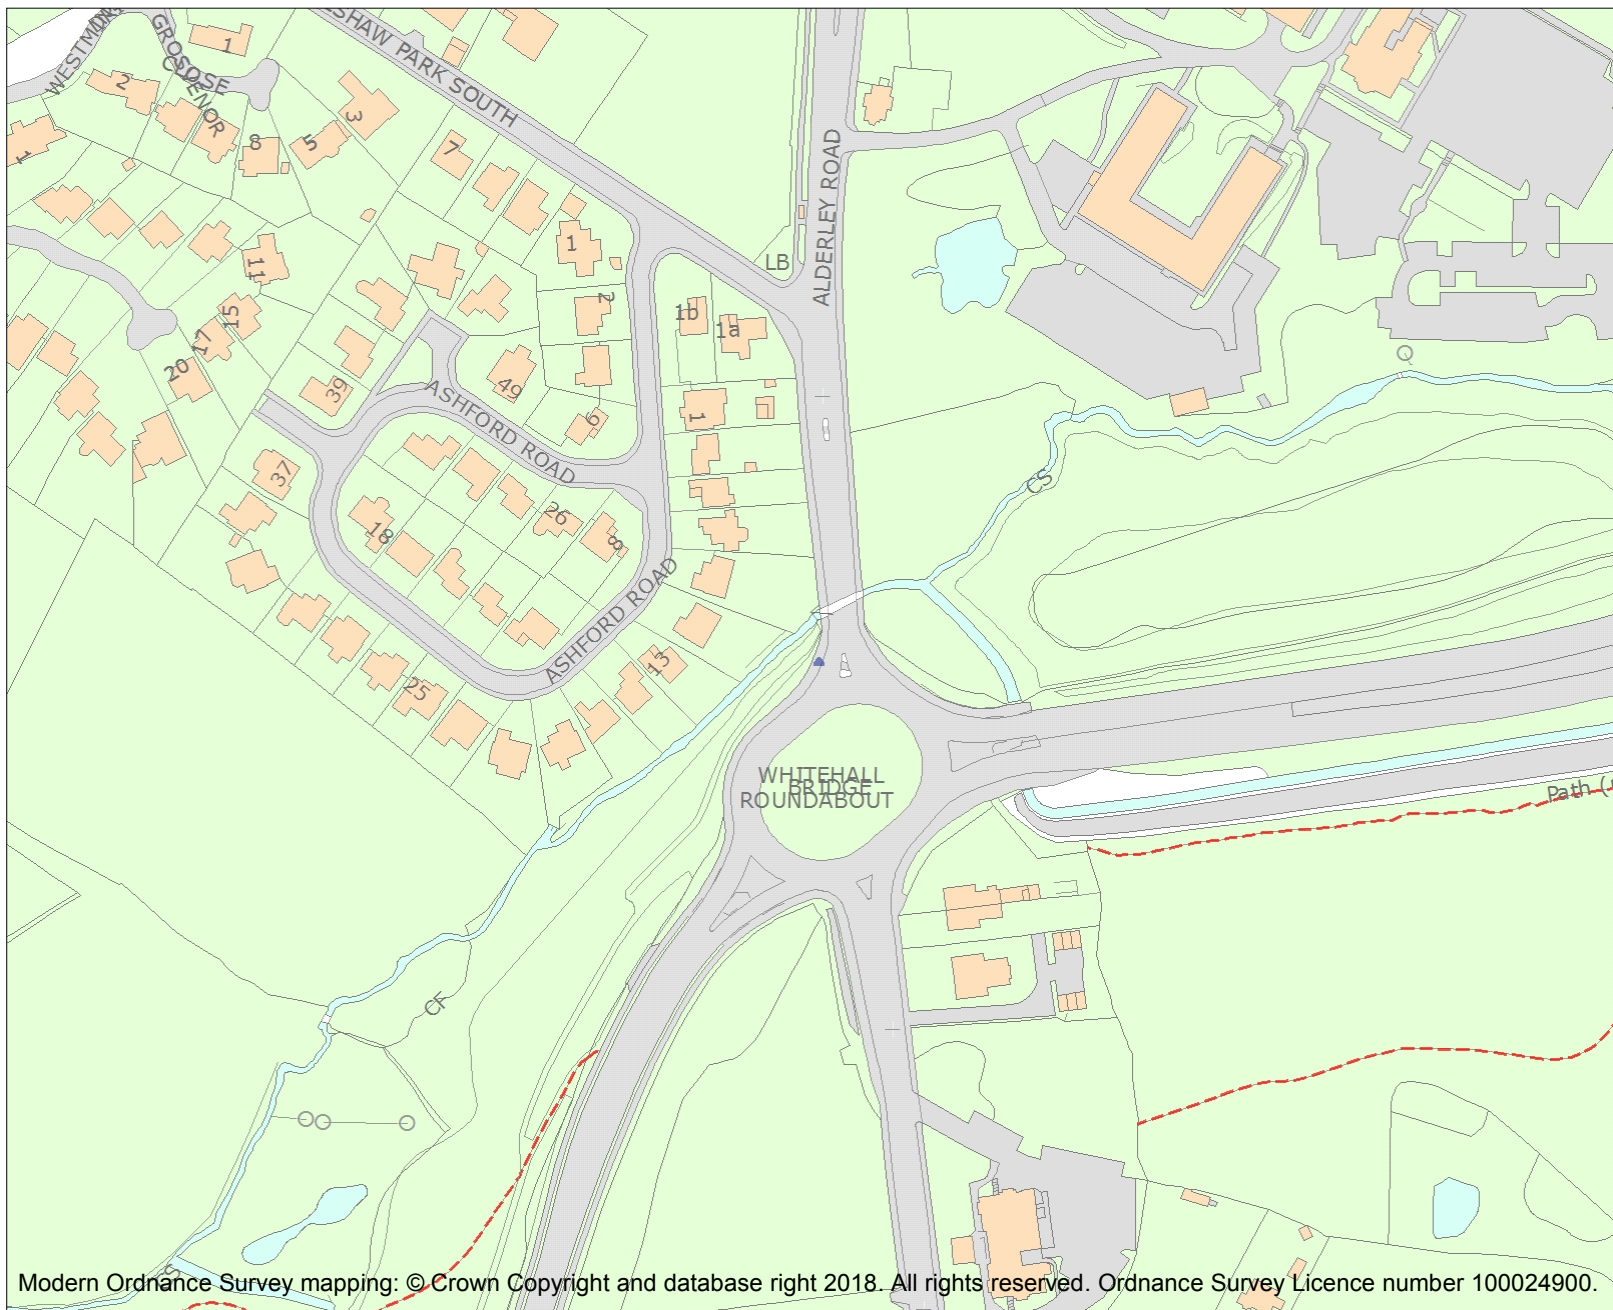 GROSOSE
CLVENOR
1
2
1
8
5
3
SHAW PARK SOUTH
7
1
2
LB
ALDERLEY ROAD
1b
1a
11
15
17
20
39
49
6
1
ASHFORD ROAD
37
18
26
8
ASHFORD ROAD
13
25
CS
WHITEHALL
BRIDGE
ROUNDABOUT
Path (
CF
Modern Ordnance Survey mapping: © Crown Copyright and database right 2018. All rights reserved. Ordnance Survey Licence number 100024900.